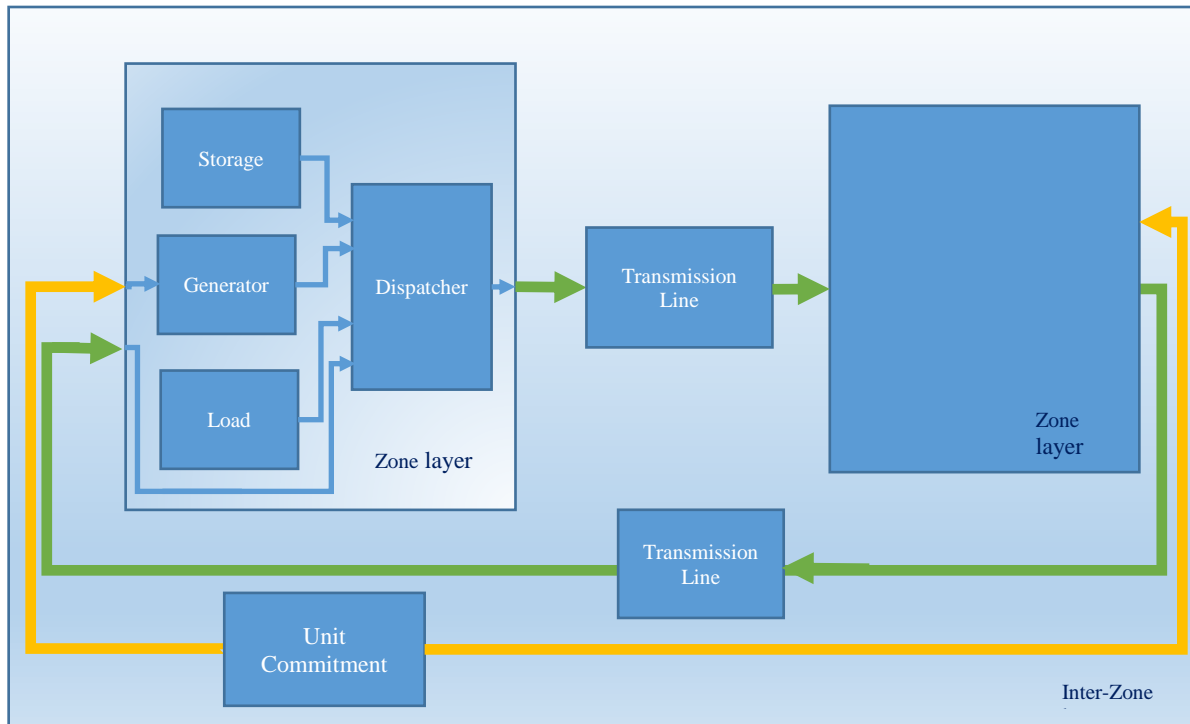 Storage
Generator
Load
Dispatcher
Zone layer
Transmission
Line
Zone
layer
Transmission
Line
Unit
Commitment
Inter-Zone